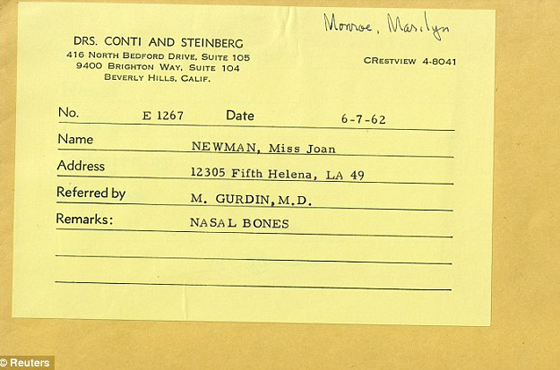 Monroe, Marilyn
DRS. CONTI AND STEINBERG
416 North Bedford Drive, Suite 105
9400 Brighton Way, Suite 104
Beverly Hills, Calif.
CRestview 4-8041
No. E 1267 Date 6-7-62
Name NEWMAN, Miss Joan
Address 12305 Fifth Helena, LA 49
Referred by M. GURDIN, M.D.
Remarks: NASAL BONES
© Reuters